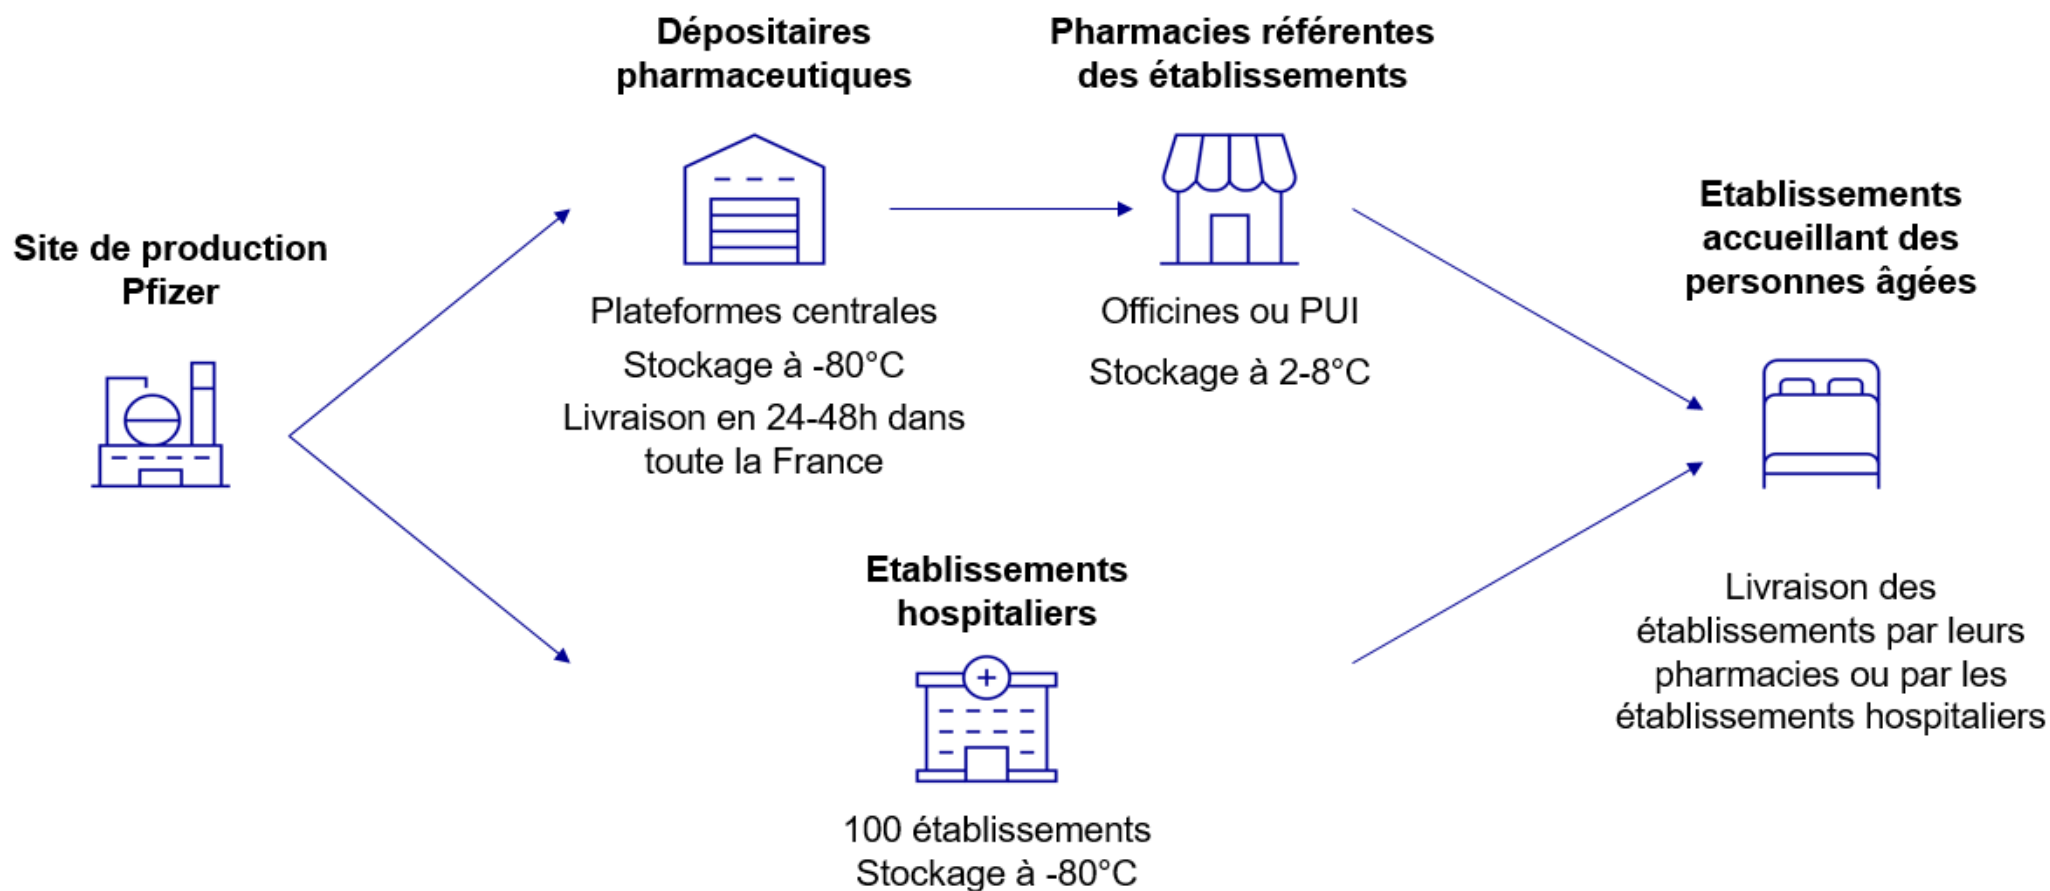 Site de production
Pfizer
Dépositaires
pharmaceutiques
Plateformes centrales
Stockage à -80°C
Livraison en 24-48h dans
toute la France
Pharmacies référentes
des établissements
Officines ou PUI
Stockage à 2-8°C
Etablissements
hospitaliers
100 établissements
Stockage à -80°C
Etablissements
accueillant des
personnes âgées
Livraison des
établissements par leurs
pharmacies ou par les
établissements hospitaliers